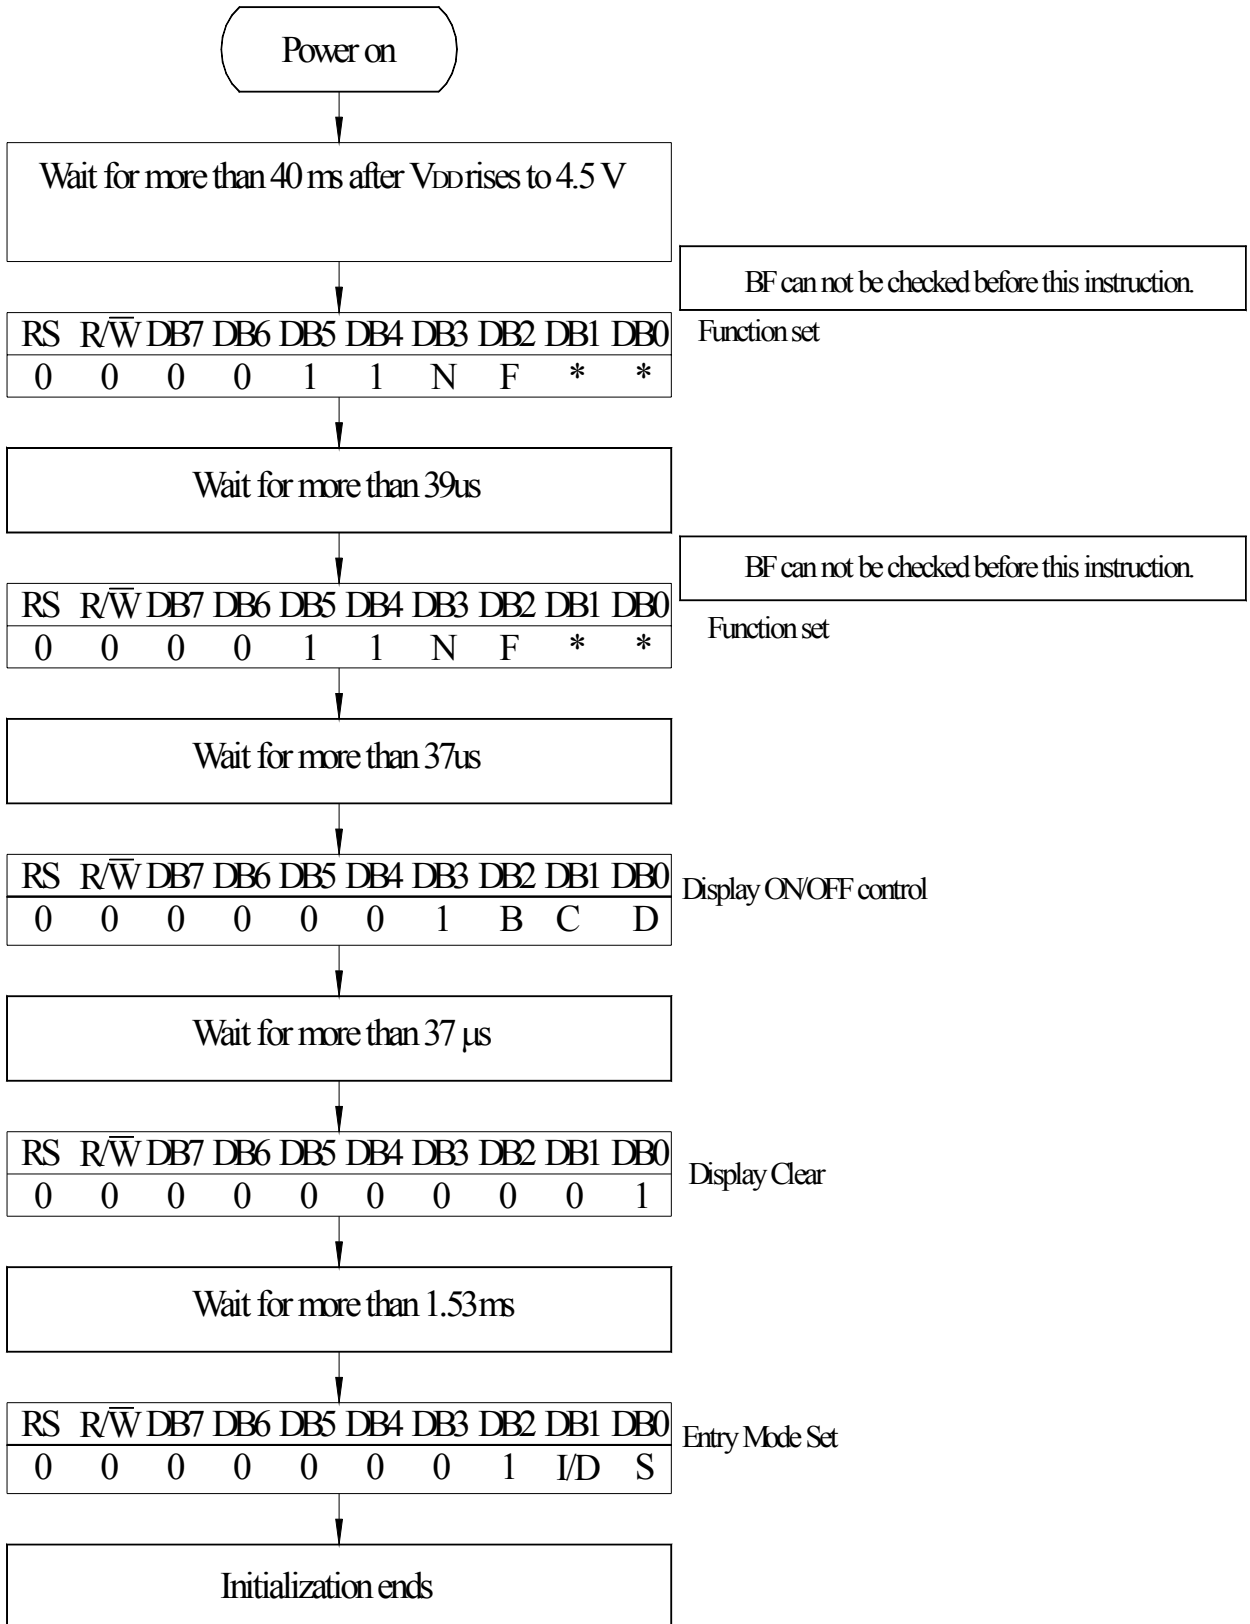 Power on
Wait for more than 40 ms after VDD rises to 4.5 V
BF can not be checked before this instruction.
RS R/W̅ DB7 DB6 DB5 DB4 DB3 DB2 DB1 DB0
Function set
0 0 0 0 1 1 N F * *
Wait for more than 39us
BF can not be checked before this instruction.
RS R/W̅ DB7 DB6 DB5 DB4 DB3 DB2 DB1 DB0
Function set
0 0 0 0 1 1 N F * *
Wait for more than 37us
RS R/W̅ DB7 DB6 DB5 DB4 DB3 DB2 DB1 DB0
Display ON/OFF control
0 0 0 0 0 0 1 B C D
Wait for more than 37 μs
RS R/W̅ DB7 DB6 DB5 DB4 DB3 DB2 DB1 DB0
Display Clear
0 0 0 0 0 0 0 0 0 1
Wait for more than 1.53ms
RS R/W̅ DB7 DB6 DB5 DB4 DB3 DB2 DB1 DB0
Entry Mode Set
0 0 0 0 0 0 0 1 I/D S
Initialization ends